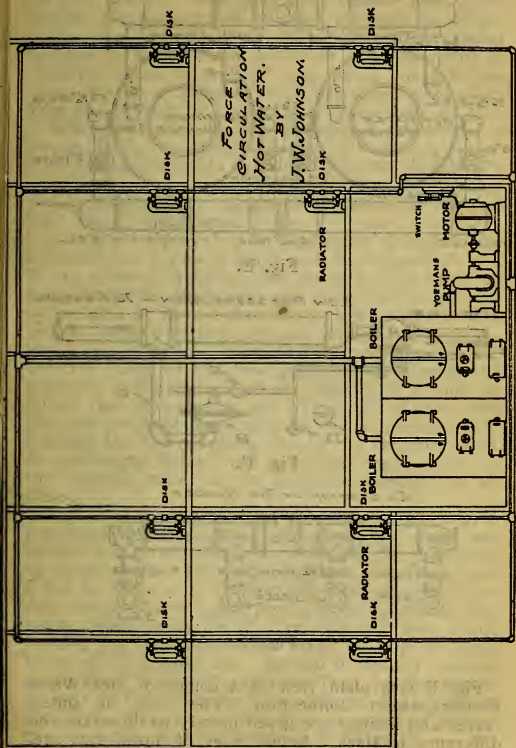 DISK
DISK
FORCE
CIRCULATION
HOT WATER.
BY
J.W.JOHNSON.
DISK
DISK
RADIATOR
SWITCH
MOTOR
YOEMANS
PUMP
BOILER
BOILER
DISK
DISK
RADIATOR
DISK
DISK